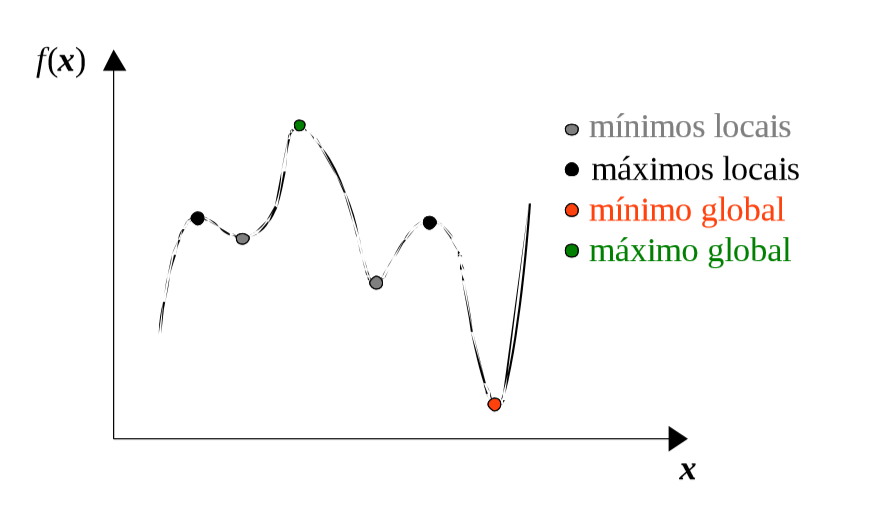 f(x)
mínimos locais
máximos locais
mínimo global
máximo global
x